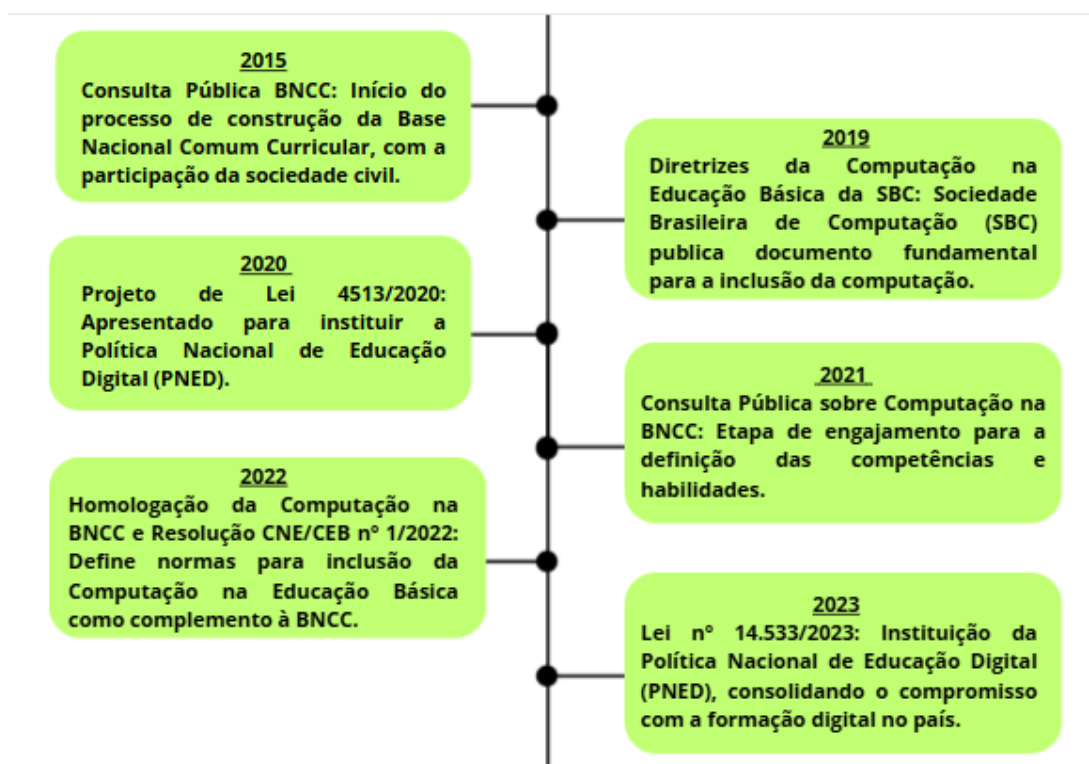 2015
Consulta Pública BNCC: Início do
processo de construção da Base
Nacional Comum Curricular, com a
participação da sociedade civil.
2019
Diretrizes da Computação na
Educação Básica da SBC: Sociedade
Brasileira de Computação (SBC)
publica documento fundamental
para a inclusão da computação.
2020
Projeto de Lei 4513/2020:
Apresentado para instituir a
Política Nacional de Educação
Digital (PNED).
2021
Consulta Pública sobre Computação na
BNCC: Etapa de engajamento para a
definição das competências e
habilidades.
2022
Homologação da Computação na
BNCC e Resolução CNE/CEB nº 1/2022:
Define normas para inclusão da
Computação na Educação Básica
como complemento à BNCC.
2023
Lei nº 14.533/2023: Instituição da
Política Nacional de Educação Digital
(PNED), consolidando o compromisso
com a formação digital no país.